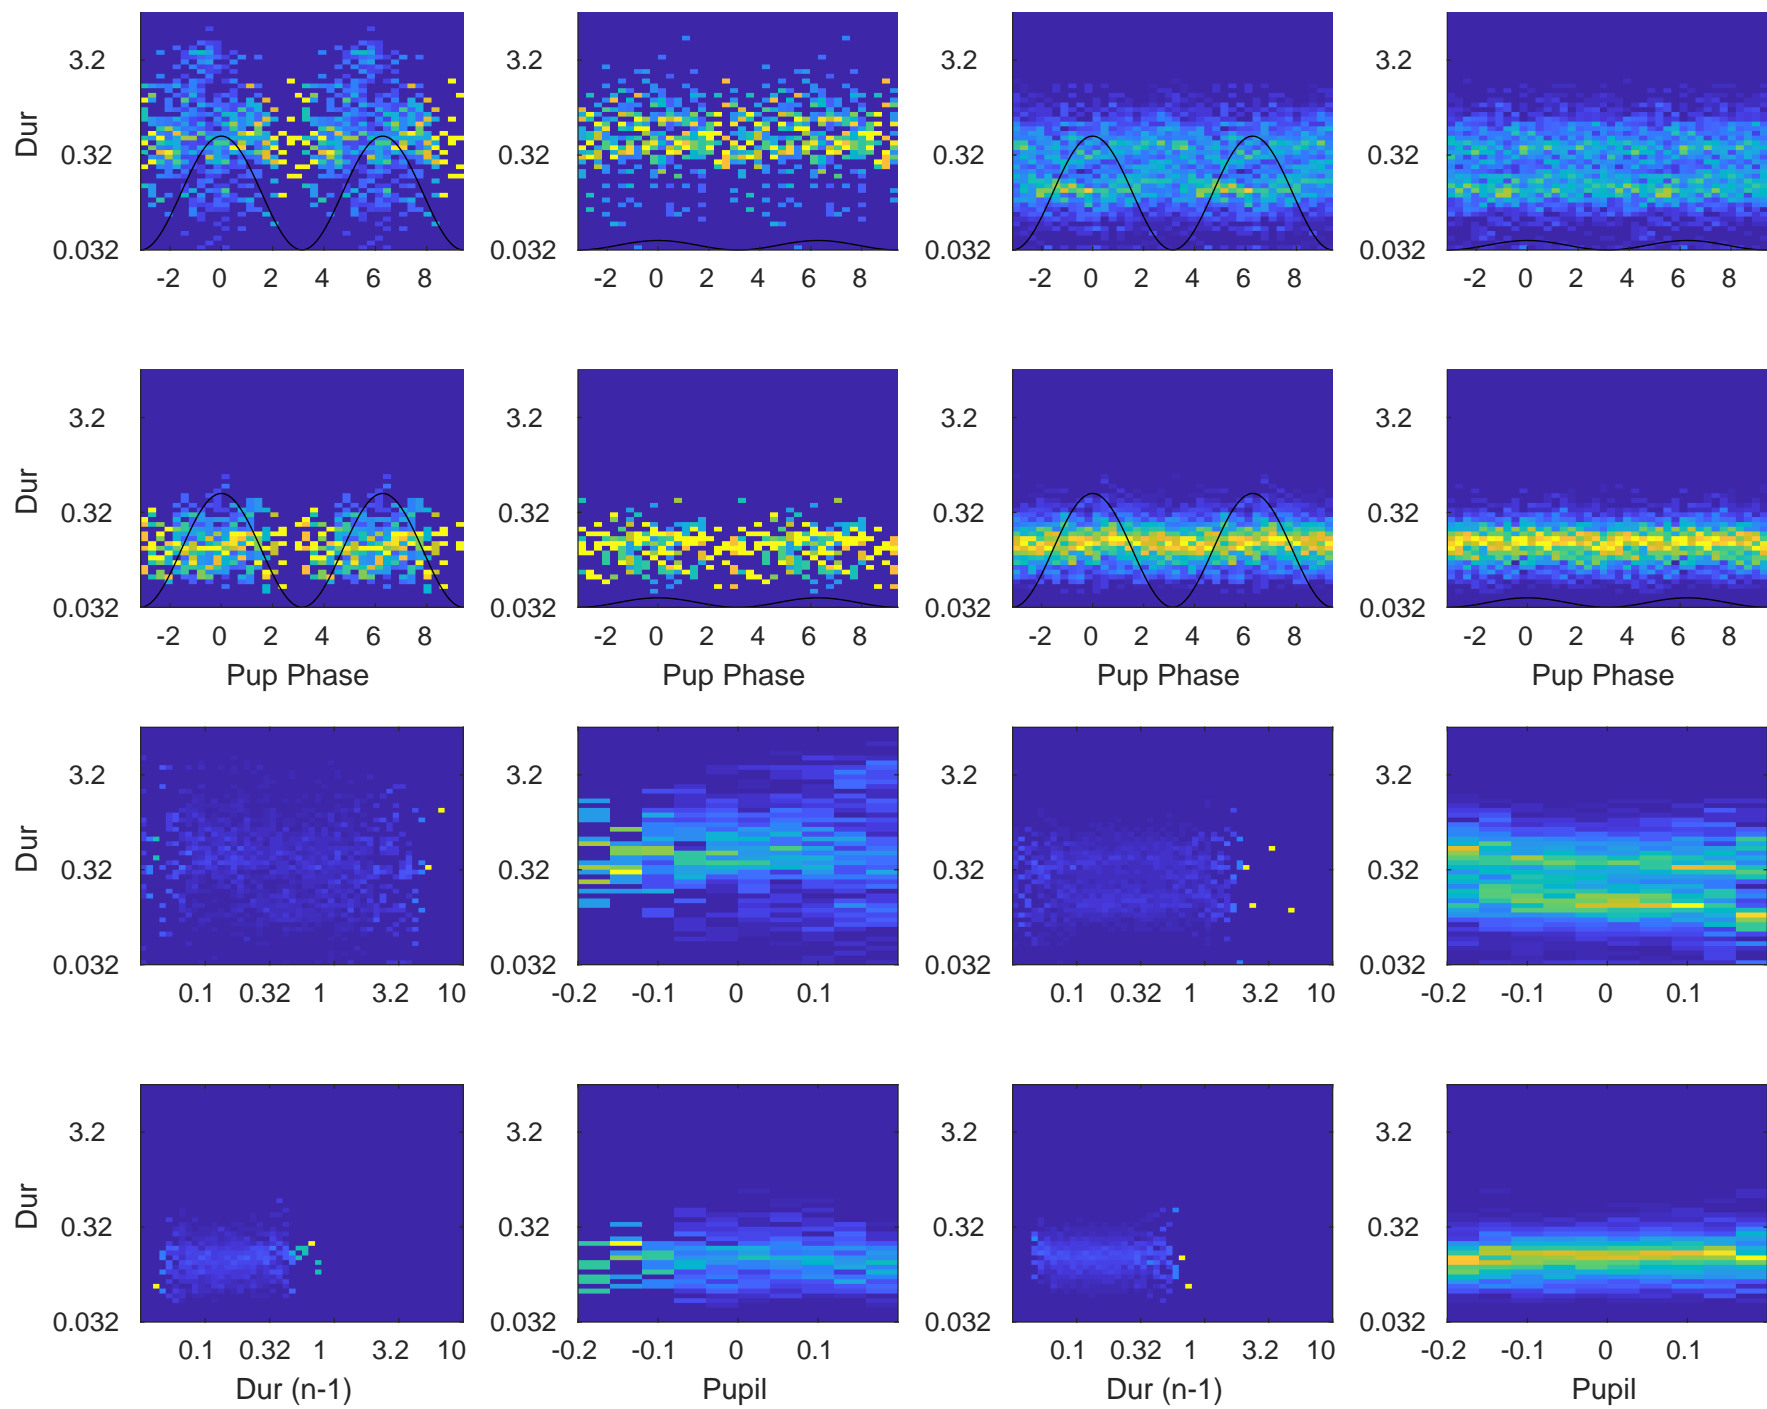 3.2 3.2 3.2 3.2
Dur
0.32 0.32 0.32 0.32
0.032 0.032 0.032 0.032
-2 0 2 4 6 8 -2 0 2 4 6 8 -2 0 2 4 6 8 -2 0 2 4 6 8
3.2 3.2 3.2 3.2
Dur
0.32 0.32 0.32 0.32
0.032 0.032 0.032 0.032
-2 0 2 4 6 8 -2 0 2 4 6 8 -2 0 2 4 6 8 -2 0 2 4 6 8
Pup Phase Pup Phase Pup Phase Pup Phase
3.2 3.2 3.2 3.2
Dur
0.32 0.32 0.32 0.32
0.032 0.032 0.032 0.032
0.1 0.32 1 3.2 10 -0.2 -0.1 0 0.1 0.1 0.32 1 3.2 10 -0.2 -0.1 0 0.1
3.2 3.2 3.2 3.2
Dur
0.32 0.32 0.32 0.32
0.032 0.032 0.032 0.032
0.1 0.32 1 3.2 10 -0.2 -0.1 0 0.1 0.1 0.32 1 3.2 10 -0.2 -0.1 0 0.1
Dur (n-1) Pupil Dur (n-1) Pupil